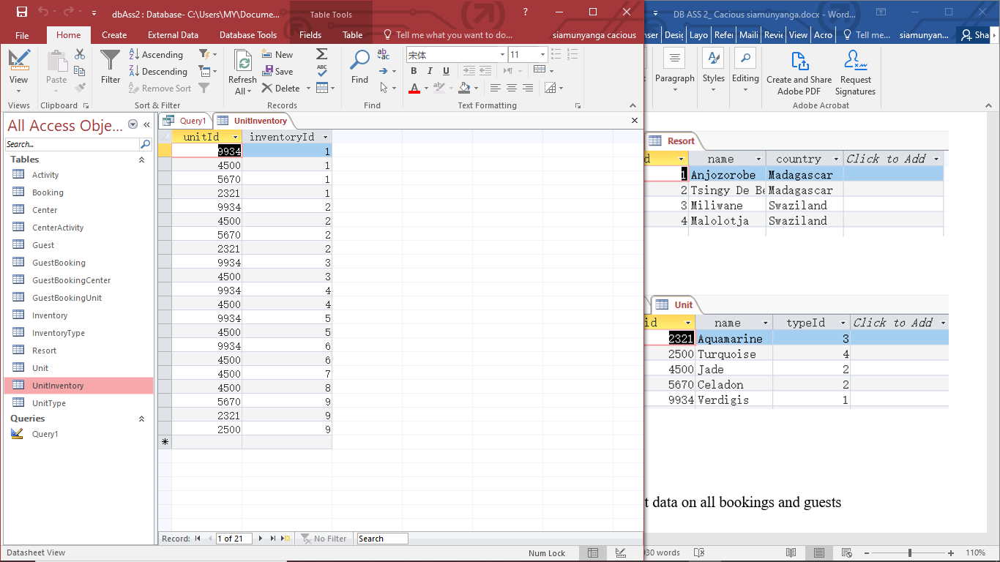 dbAss2 : Database- C:\Users\MY\Docume...
Table Tools
?
File
Home
Create
External Data
Database Tools
Fields
Table
Tell me what you want to do...
siamunyanga cacious
View
Views
Paste
Clipboard
Filter
Ascending
Descending
Remove Sort
Sort & Filter
Refresh
All
New
Save
Delete
Records
Find
Find
宋体
11
B I U
A
Text Formatting
All Access Obje...
Search...
Tables
Activity
Booking
Center
CenterActivity
Guest
GuestBooking
GuestBookingCenter
GuestBookingUnit
Inventory
InventoryType
Resort
Unit
UnitInventory
UnitType
Queries
Query1
Query1
UnitInventory
unitId inventoryId
9934 1
4500 1
5670 1
2321 1
9934 2
4500 2
5670 2
2321 2
9934 3
4500 3
9934 4
4500 4
9934 5
4500 5
9934 6
4500 6
4500 7
4500 8
5670 9
2321 9
2500 9
Record: 1 of 21 No Filter Search
Datasheet View
Num Lock
DB ASS 2_ Cacious siamunyanga.docx - Word...
nser Desig Layo Refer Maili Revie View Acro Tell me... siamunyan... Sha
Paragraph
Styles
Editing
Create and Share
Adobe PDF
Request
Signatures
Adobe Acrobat
Resort
d name country Click to Add
1 Anjozorobe Madagascar
2 Tsingy De Be Madagascar
3 Miliwane Swaziland
4 Malolotja Swaziland
Unit
id name typeId Click to Add
2321 Aquamarine 3
2500 Turquoise 4
4500 Jade 2
5670 Celadon 2
9934 Verdigis 1
t data on all bookings and guests
930 words
110%